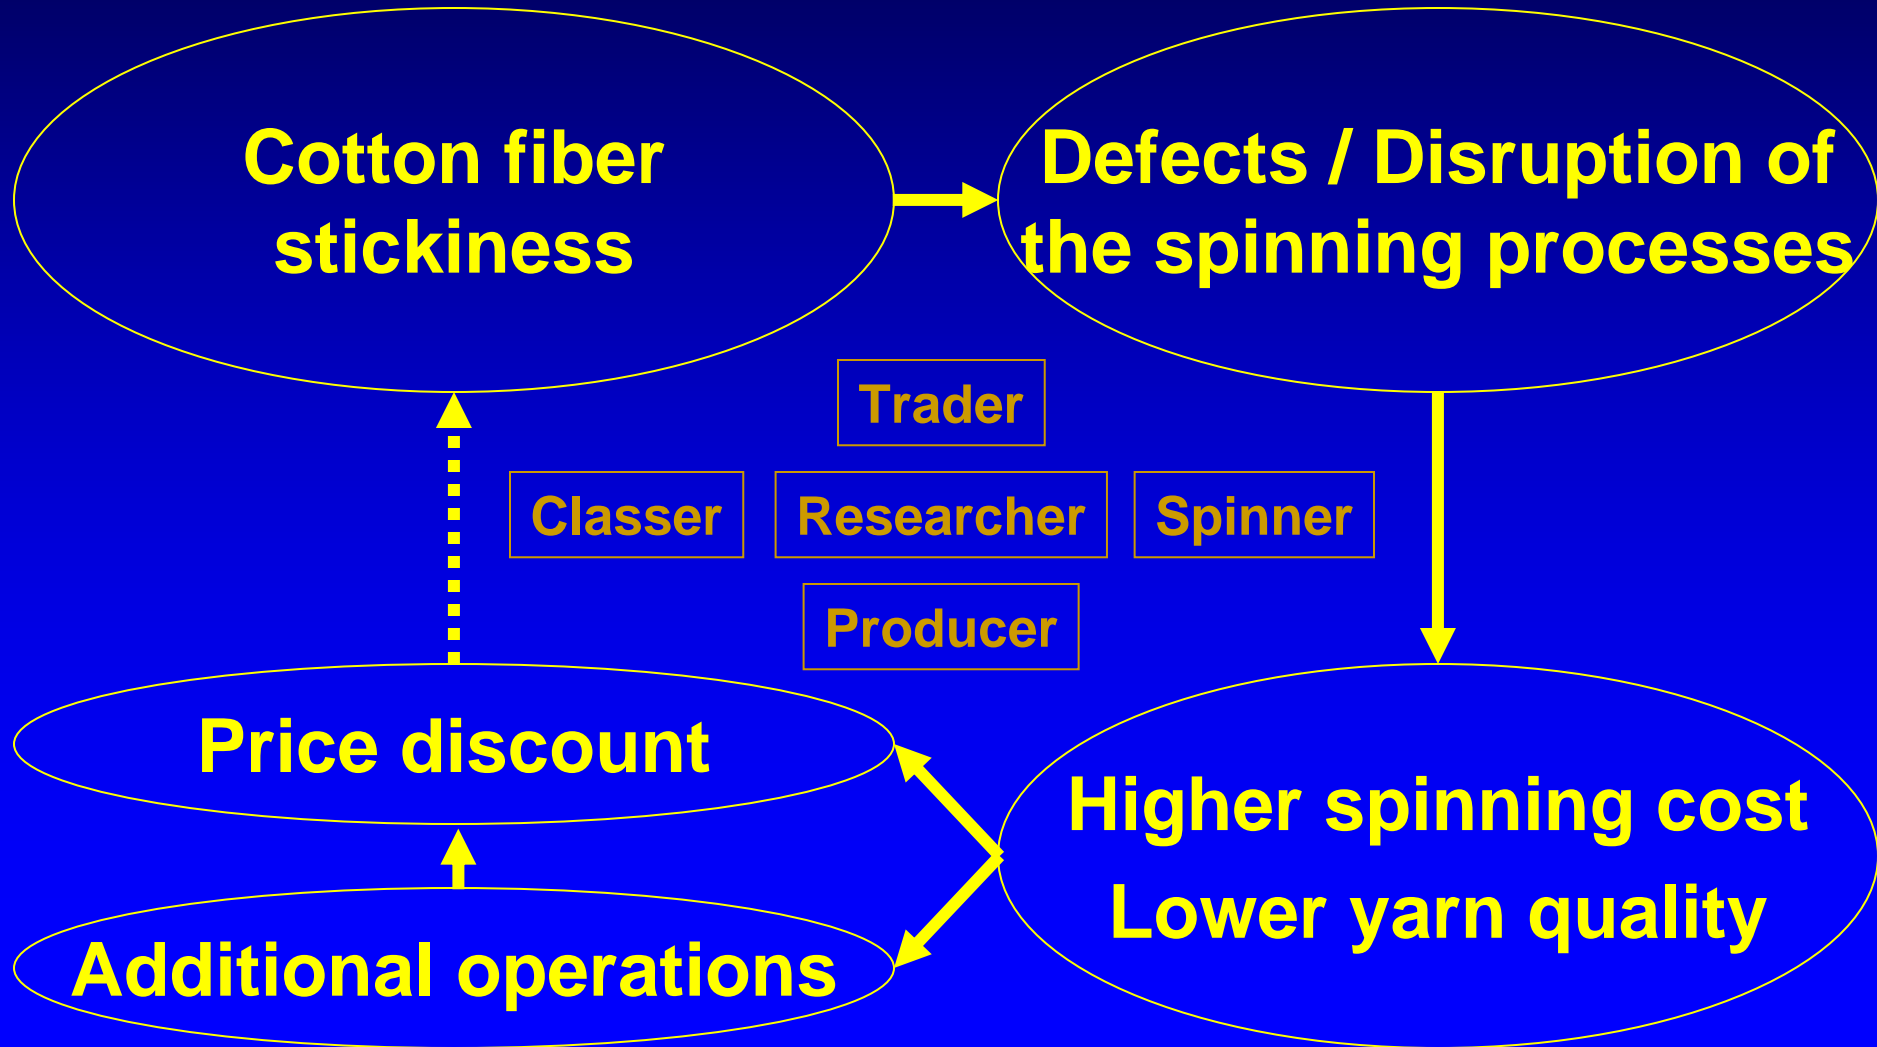 Cotton fiber
stickiness
Defects / Disruption of
the spinning processes
Trader
Classer
Researcher
Spinner
Producer
Price discount
Higher spinning cost
Lower yarn quality
Additional operations